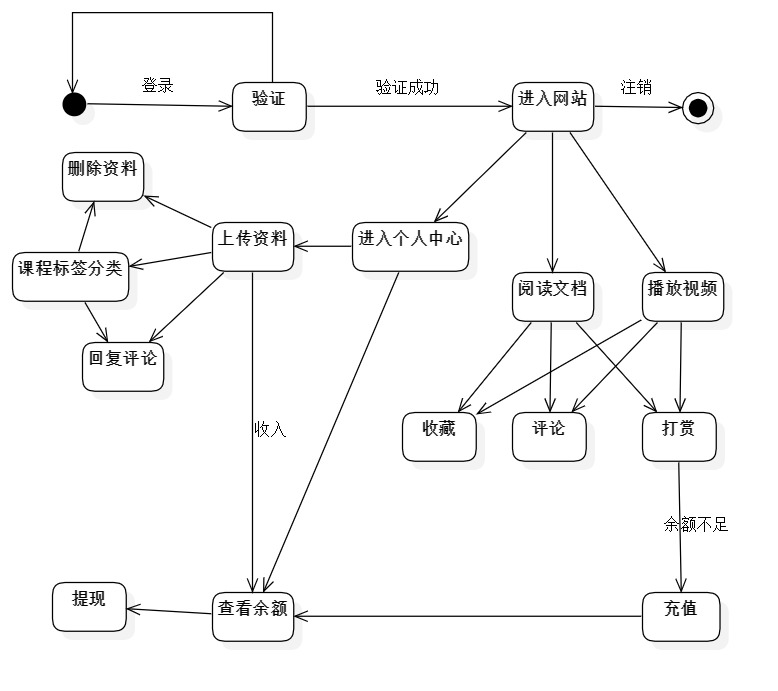 登录
验证
验证成功
进入网站
注销
删除资料
上传资料
进入个人中心
课程标签分类
阅读文档
播放视频
回复评论
收入
收藏
评论
打赏
余额不足
提现
查看余额
充值